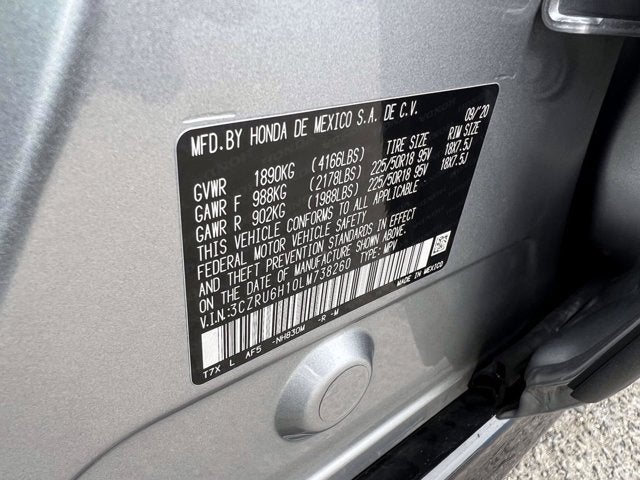 MFD. BY HONDA DE MEXICO S.A. DE C.V. 09/'20
TIRE SIZE RIM SIZE
GVWR 1890KG (4166LBS)
GAWR F 988KG (2178LBS) 225/50R18 95V 18X7.5J
GAWR R 902KG (1988LBS) 225/50R18 95V 18X7.5J
THIS VEHICLE CONFORMS TO ALL APPLICABLE
FEDERAL MOTOR VEHICLE SAFETY
THEFT PREVENTION STANDARDS IN EFFECT
ON THE DATE OF MANUFACTURE SHOWN ABOVE.
V.I.N:3CZRU6H10LM738260 TYPE: MPV
MADE IN MEXICO
T7X L AF5 -NH830M -R -M